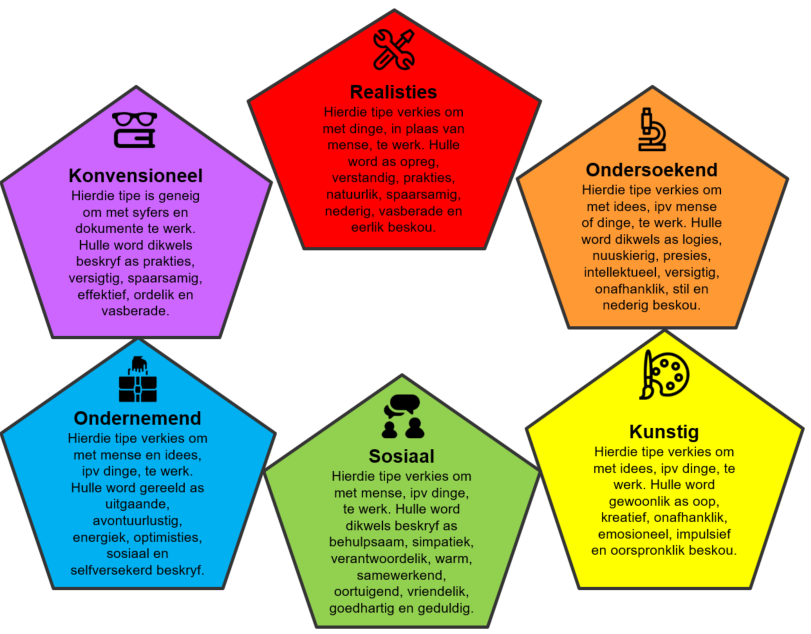 Realisties
Hierdie tipe verkies om
met dinge, in plaas van
mense, te werk. Hulle
word as opreg,
verstandig, prakties,
natuurlik, spaarsamig,
nederig, vasberade en
eerlik beskou.
Konvensioneel
Hierdie tipe is geneig
om met syfers en
dokumente te werk.
Hulle word dikwels
beskryf as prakties,
versigtig, spaarsamig,
effektief, ordelik en
vasberade.
Ondersoekend
Hierdie tipe verkies om
met idees, ipv mense
of dinge, te werk. Hulle
word dikwels as logies,
nuuskierig, presies,
intellektueel, versigtig,
onafhanklik, stil en
nederig beskou.
Ondernemend
Hierdie tipe verkies om
met mense en idees,
ipv dinge, te werk.
Hulle word gereeld as
uitgaande,
avontuurlustig,
energiek, optimisties,
sosiaal en
selfversekerd beskryf.
Sosiaal
Hierdie tipe verkies om
met mense, ipv dinge,
te werk. Hulle word
dikwels beskryf as
behulpsaam, simpatiek,
verantwoordelik, warm,
samewerkend,
oortuigend, vriendelik,
goedhartig en geduldig.
Kunstig
Hierdie tipe verkies om
met idees, ipv dinge, te
werk. Hulle word
gewoonlik as oop,
kreatief, onafhanklik,
emosioneel, impulsief
en oorspronklik beskou.